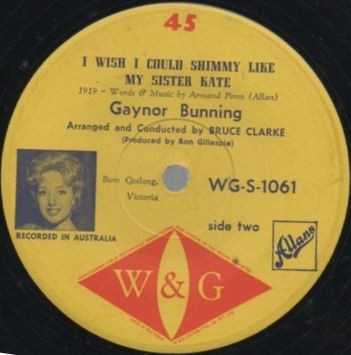 45
I WISH I COULD SHIMMY LIKE
MY SISTER KATE
1919 - Words & Music by Armand Piron (Allan)
Gaynor Bunning
Arranged and Conducted by BRUCE CLARKE
(Produced by Ron Gillespie)
Born Geelong,
Victoria
WG-S-1061
RECORDED IN AUSTRALIA
side two
Allans
W & G